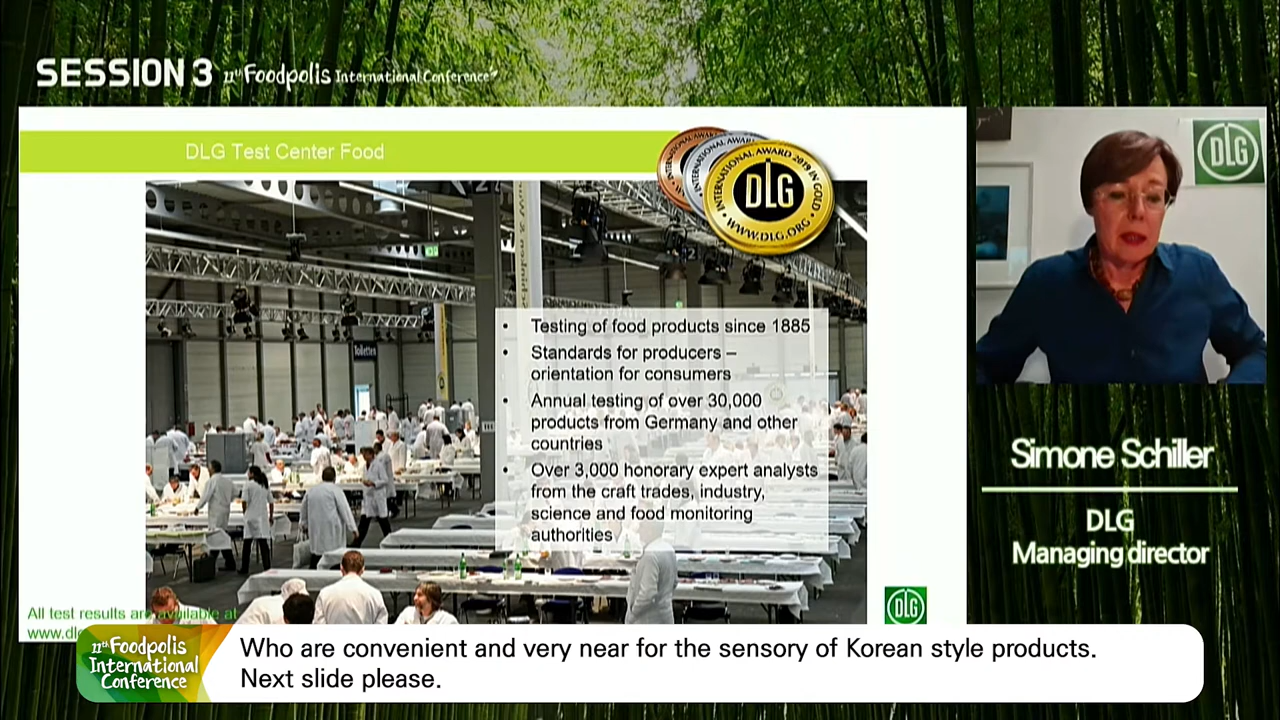 SESSION 3 11th Foodpolis International Conference
DLG Test Center Food
INTERNATIONAL AWARD 2019 IN GOLD
DLG
WWW.DLG.ORG
DLG
Toiletten
• Testing of food products since 1885
• Standards for producers –
orientation for consumers
• Annual testing of over 30,000
products from Germany and other
countries
• Over 3,000 honorary expert analysts
from the craft trades, industry,
science and food monitoring
authorities
Simone Schiller
DLG
Managing director
All test results are available at
DLG
11th Foodpolis
International
Conference
Who are convenient and very near for the sensory of Korean style products.
Next slide please.